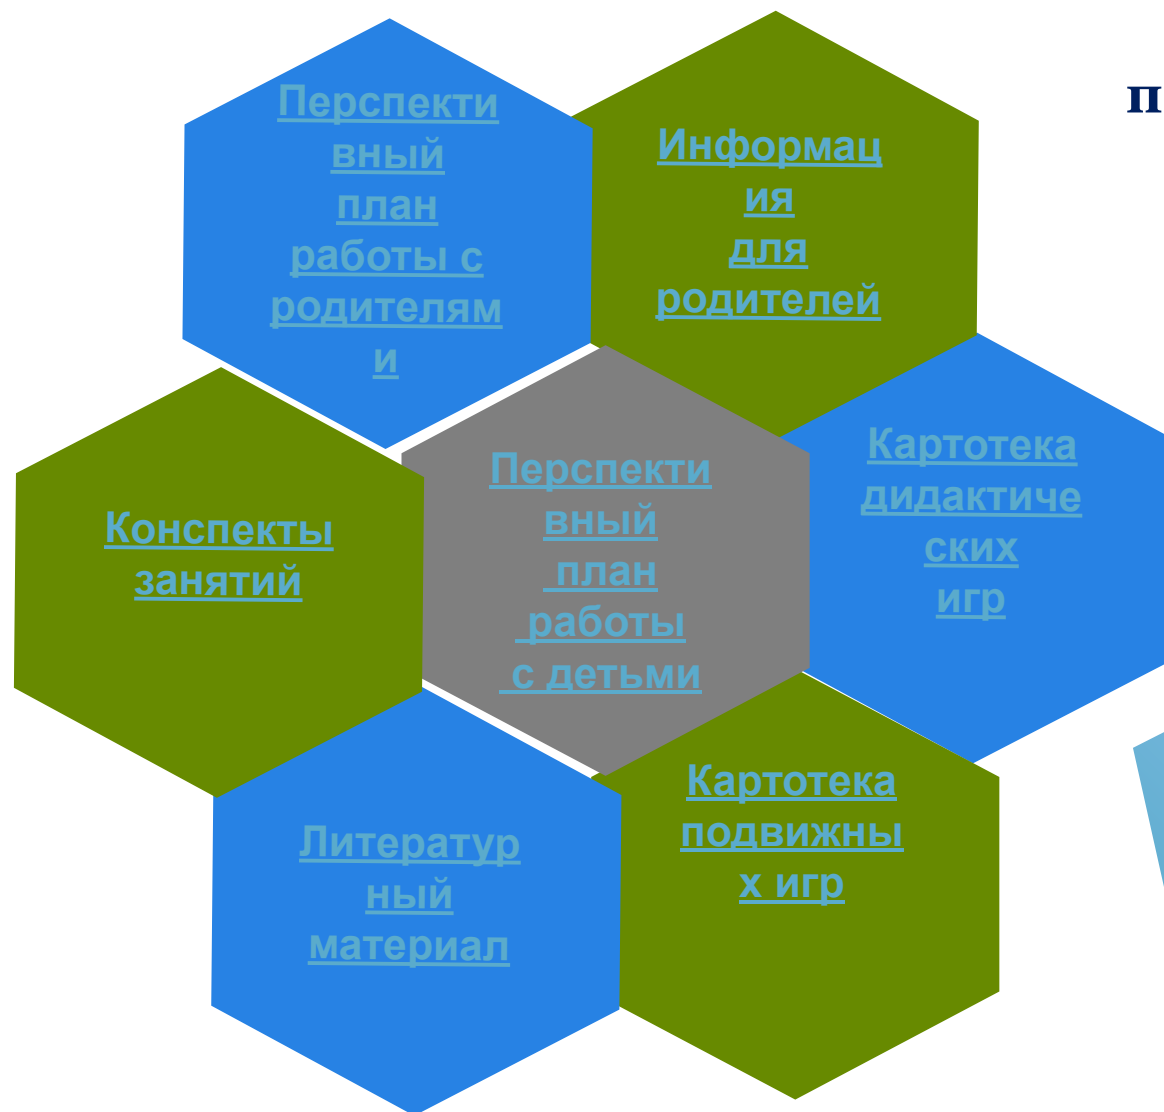 Перспекти
вный
план
работы с
родителям
и
Информац
ия
для
родителей
п
Перспекти
вный
план
работы
с детьми
Картотека
дидактиче
ских
игр
Конспекты
занятий
Литератур
ный
материал
Картотека
подвижны
х игр